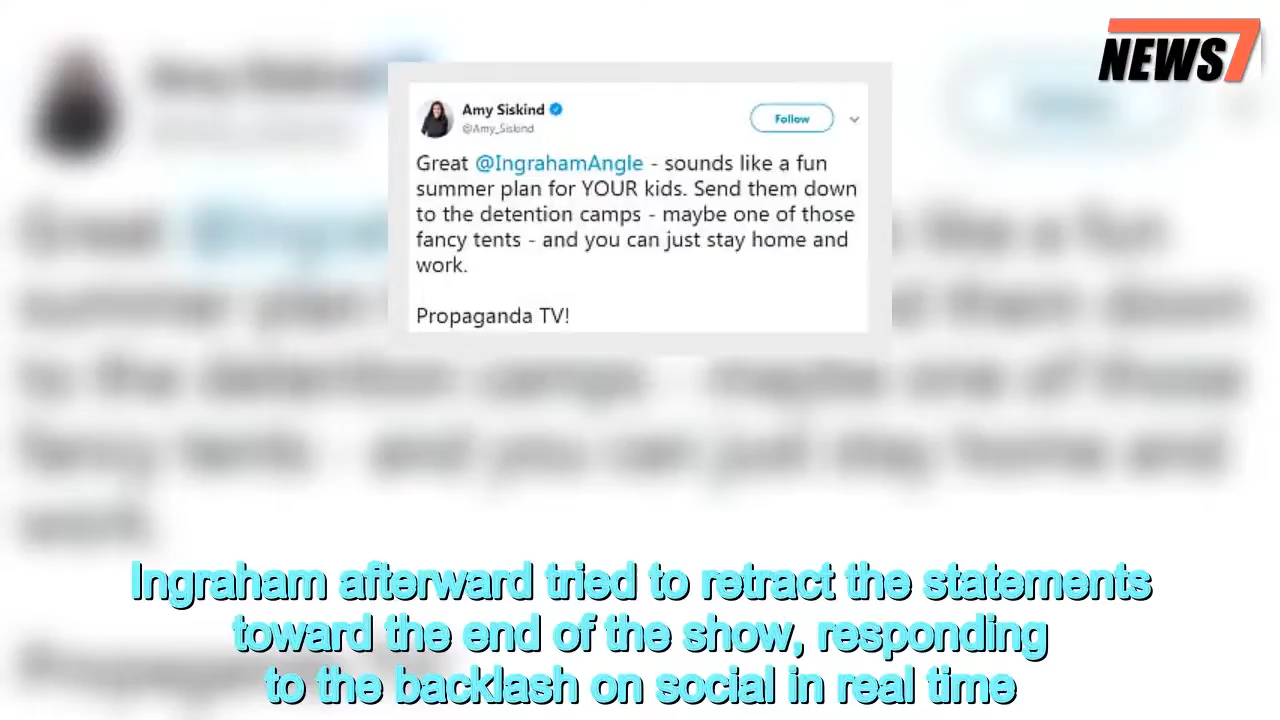 NEWS7
Amy Siskind
@Amy_Siskind
Follow
Great @IngrahamAngle - sounds like a fun
summer plan for YOUR kids. Send them down
to the detention camps - maybe one of those
fancy tents - and you can just stay home and
work.
Propaganda TV!
Ingraham afterward tried to retract the statements
toward the end of the show, responding
to the backlash on social in real time